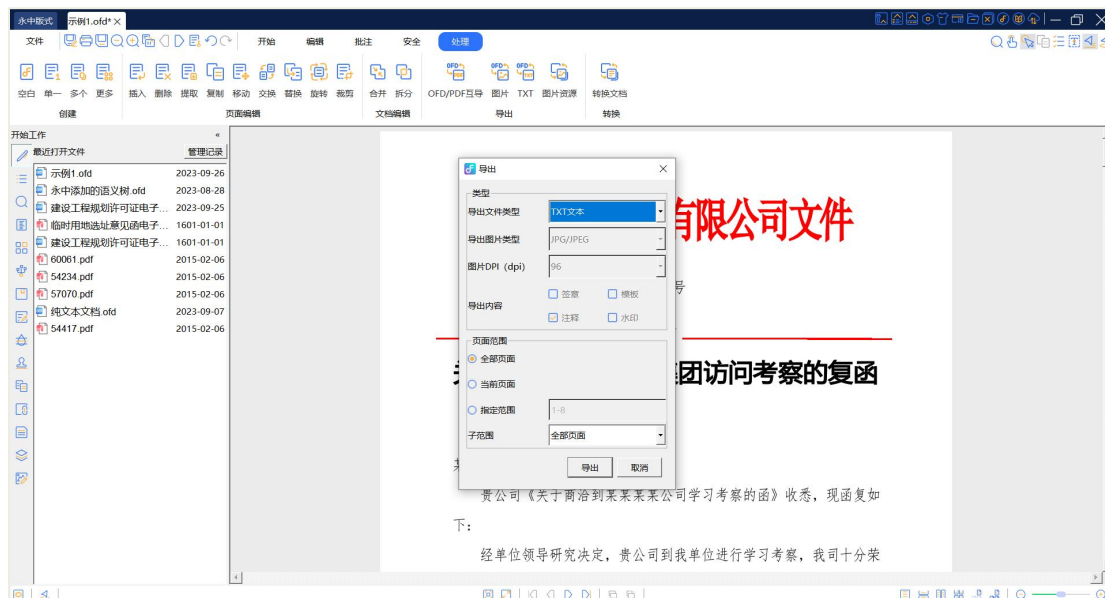 永中版式 示例1.ofd* ×
文件 开始 编辑 批注 安全 处理
空白 单一 多个 更多 插入 删除 提取 复制 移动 交换 替换 旋转 裁剪 合并 拆分 OFD/PDF互导 图片 TXT 图片资源 转换文档
创建 页面编辑 文档编辑 导出 转换
开始工作 «
最近打开文件 管理记录
示例1.ofd 2023-09-26
永中添加的语义树.ofd 2023-08-28
建设工程规划许可证电子... 2023-09-25
临时用地选址意见函电子... 1601-01-01
建设工程规划许可证电子... 1601-01-01
60061.pdf 2015-02-06
54234.pdf 2015-02-06
57070.pdf 2015-02-06
纯文本文档.ofd 2023-09-07
54417.pdf 2015-02-06
导出
类型
导出文件类型 TXT文本
导出图片类型 JPG/JPEG
图片DPI (dpi) 96
导出内容
签章 模板
注释 水印
页面范围
全部页面
当前页面
指定范围 1-8
子范围 全部页面
导出 取消
有限公司文件
号
团访问考察的复函
贵公司《关于商洽到某某某某公司学习考察的函》收悉，现函复如
下：
经单位领导研究决定，贵公司到我单位进行学习考察，我司十分荣